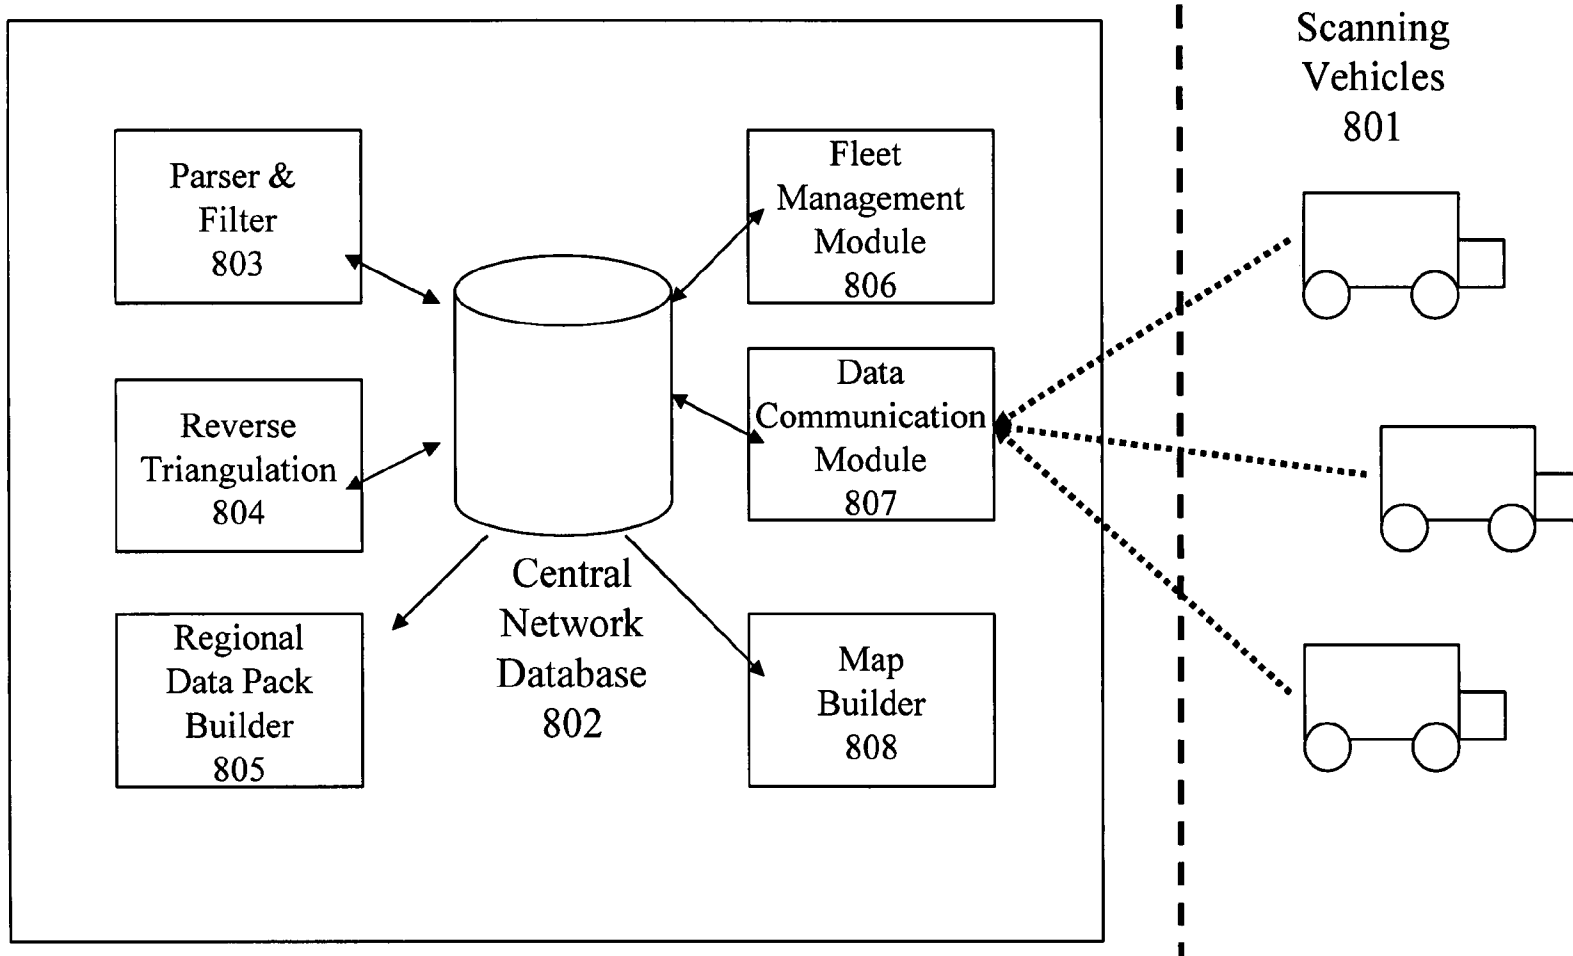 Parser &
Filter
803
Reverse
Triangulation
804
Regional
Data Pack
Builder
805
Central
Network
Database
802
Fleet
Management
Module
806
Data
Communication
Module
807
Map
Builder
808
Scanning
Vehicles
801